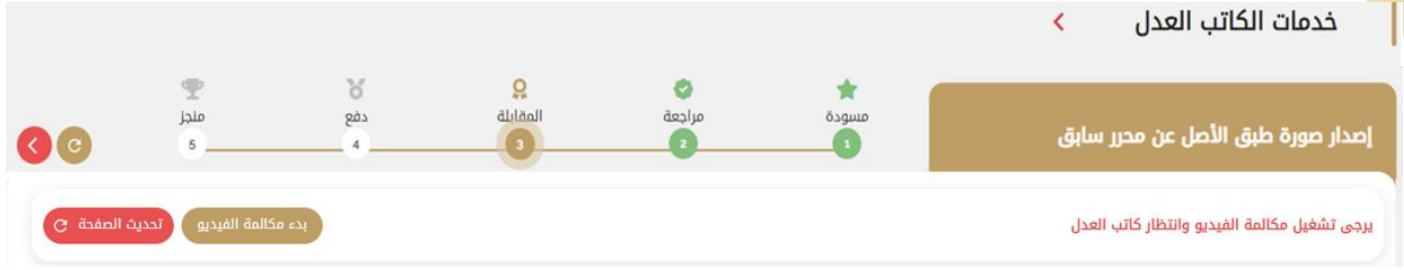 خدمات الكاتب العدل
إصدار صورة طبق الأصل عن محرر سابق
مسودة
1
مراجعة
2
المقابلة
3
دفع
4
منجز
5
يرجى تشغيل مكالمة الفيديو وانتظار كاتب العدل
بدء مكالمة الفيديو
تحديث الصفحة